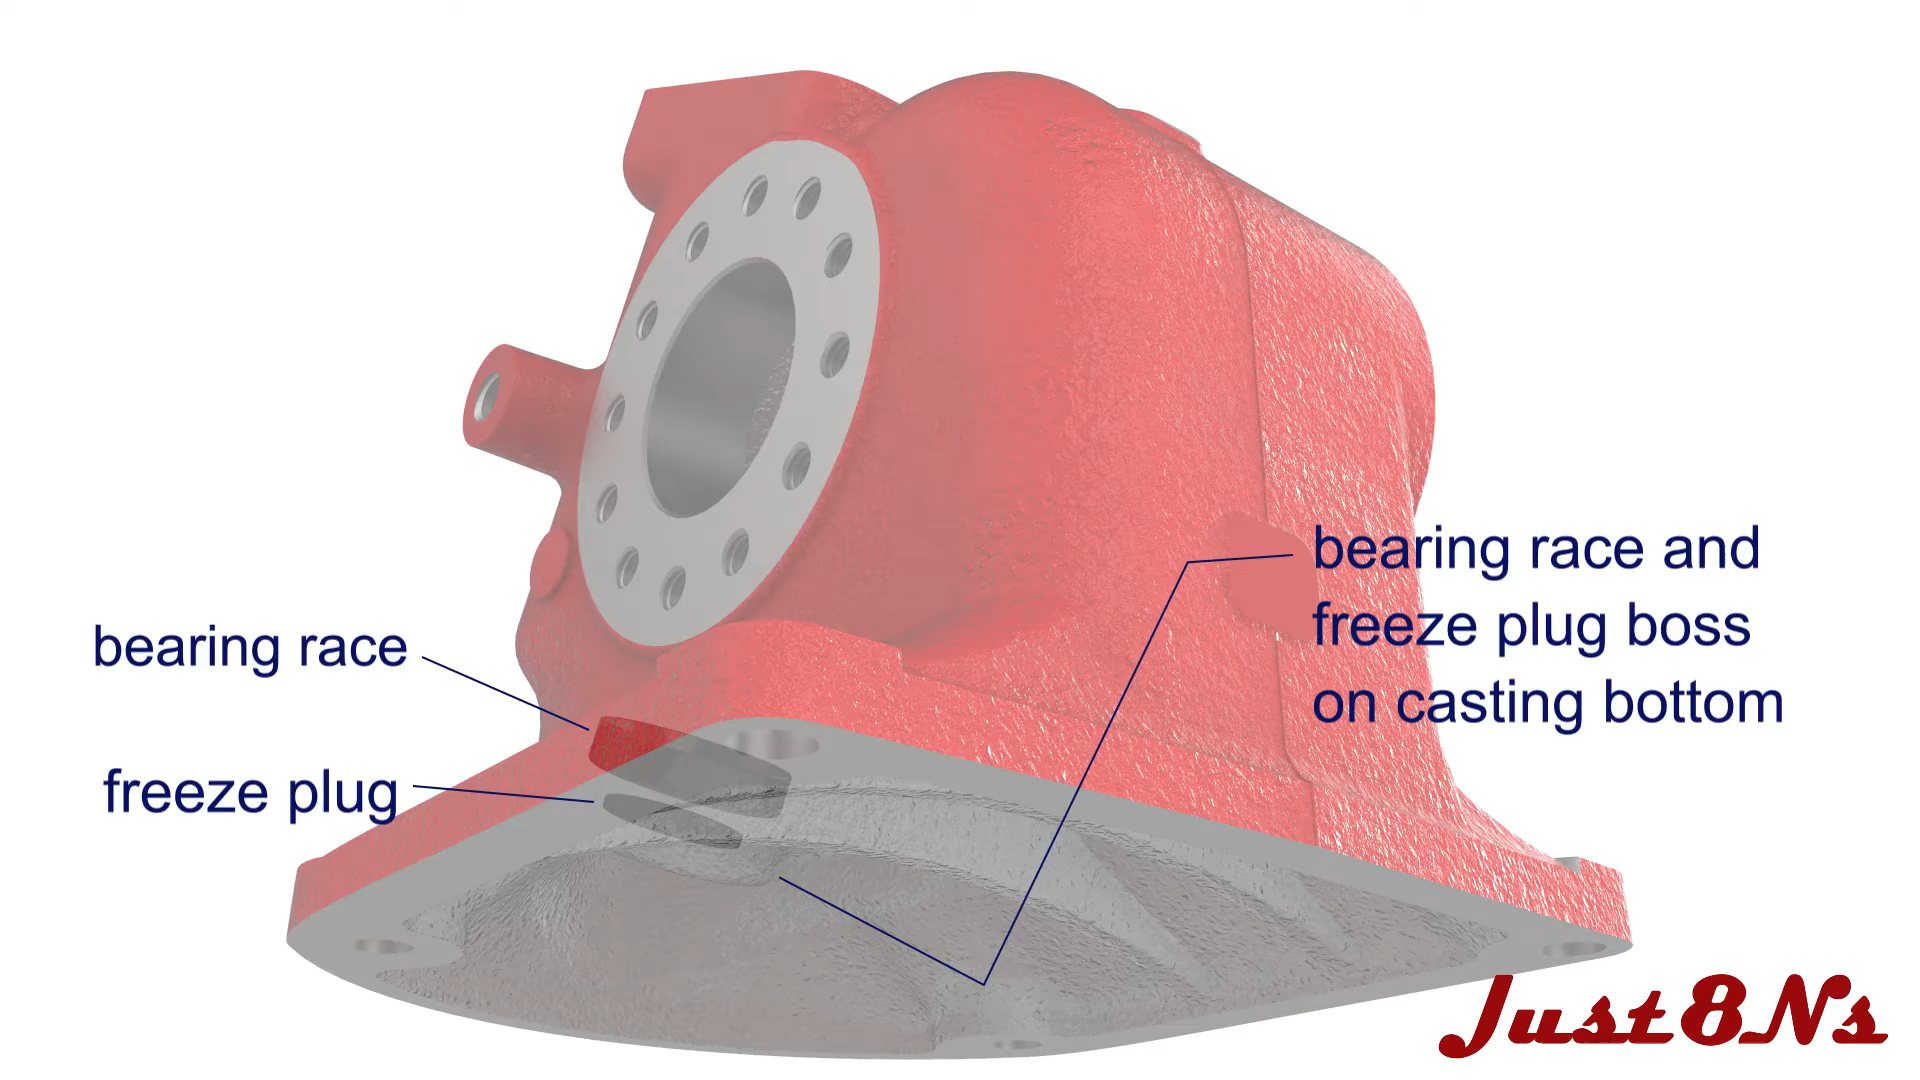 bearing race and
freeze plug boss
on casting bottom
bearing race
freeze plug
Just8Ns